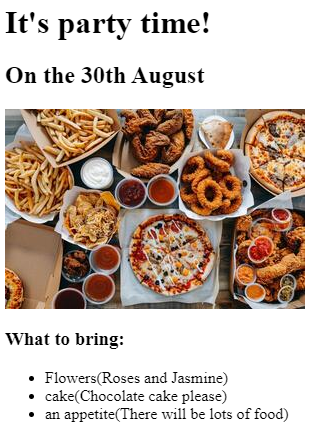 It's party time!
On the 30th August
What to bring:
Flowers(Roses and Jasmine)
cake(Chocolate cake please)
an appetite(There will be lots of food)